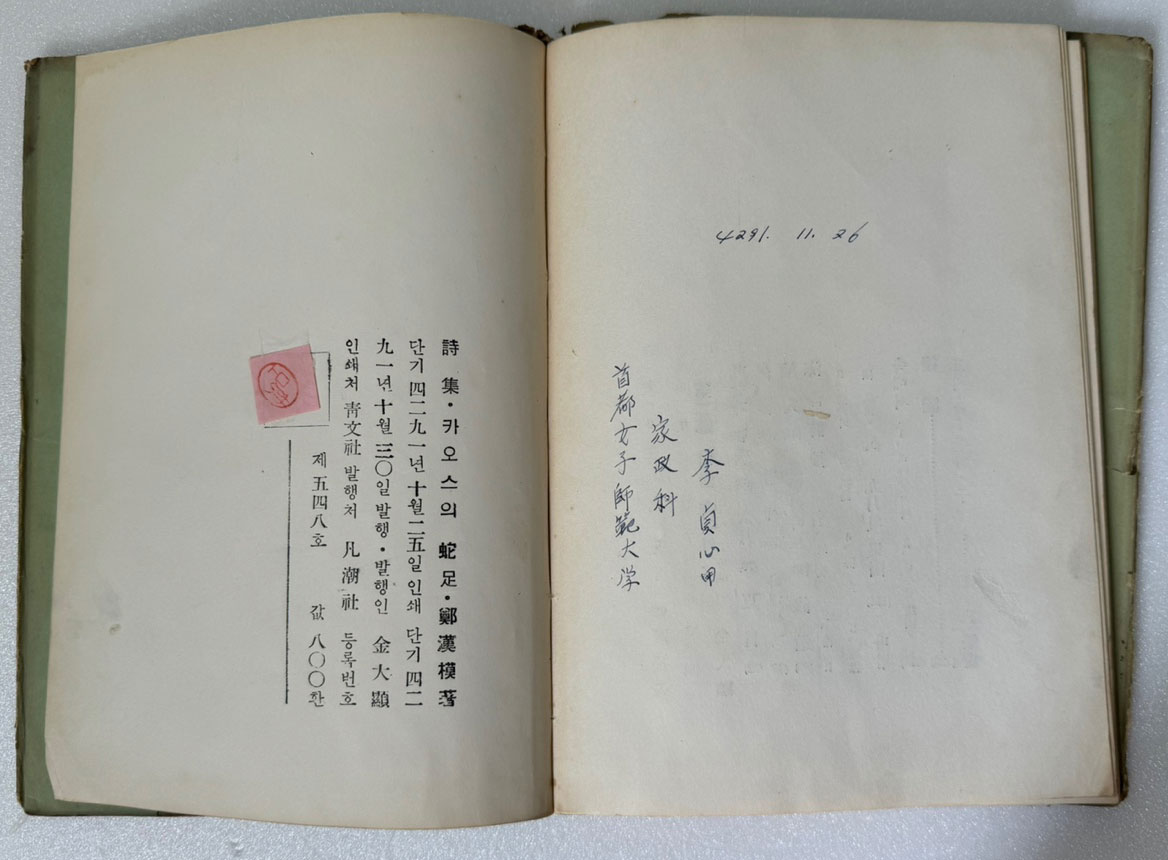 4291. 11. 26
首都女子師範大学
家政科
李貞心
詩集·카오스의 蛇足·鄭漢模著
단기 四二九一년 十월 二五일 인쇄 단기 四二
九一년 十월 三〇일 발행·발행인 金大顯
인쇄처 靑文社 발행처 凡潮社 등록번호
제 五四八호 값 八〇〇환